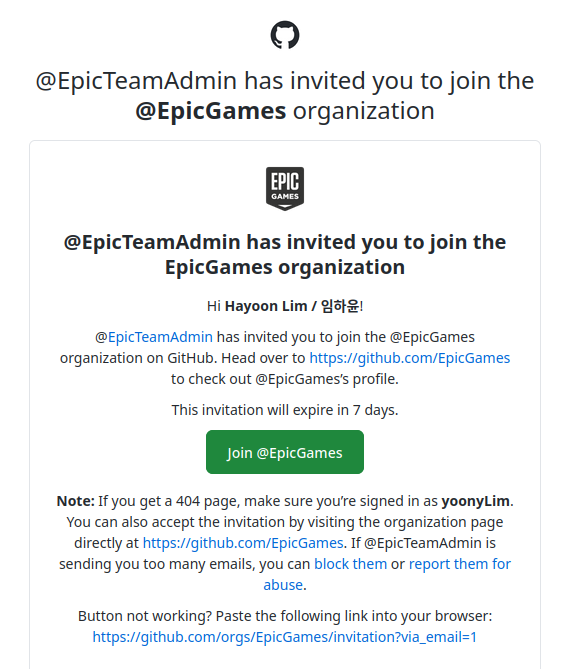 @EpicTeamAdmin has invited you to join the
@EpicGames organization
EPIC
GAMES
@EpicTeamAdmin has invited you to join the
EpicGames organization
Hi Hayoon Lim / 임하윤!
@EpicTeamAdmin has invited you to join the @EpicGames
organization on GitHub. Head over to https://github.com/EpicGames
to check out @EpicGames’s profile.
This invitation will expire in 7 days.
Join @EpicGames
Note: If you get a 404 page, make sure you’re signed in as yoonyLim.
You can also accept the invitation by visiting the organization page
directly at https://github.com/EpicGames. If @EpicTeamAdmin is
sending you too many emails, you can block them or report them for
abuse.
Button not working? Paste the following link into your browser:
https://github.com/orgs/EpicGames/invitation?via_email=1